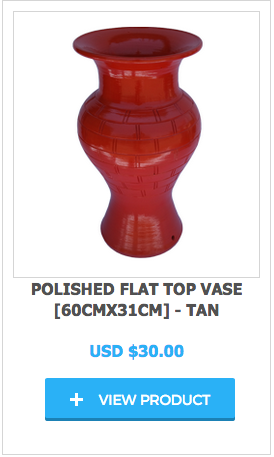 POLISHED FLAT TOP VASE
[60CMX31CM] - TAN
USD $30.00
+ VIEW PRODUCT